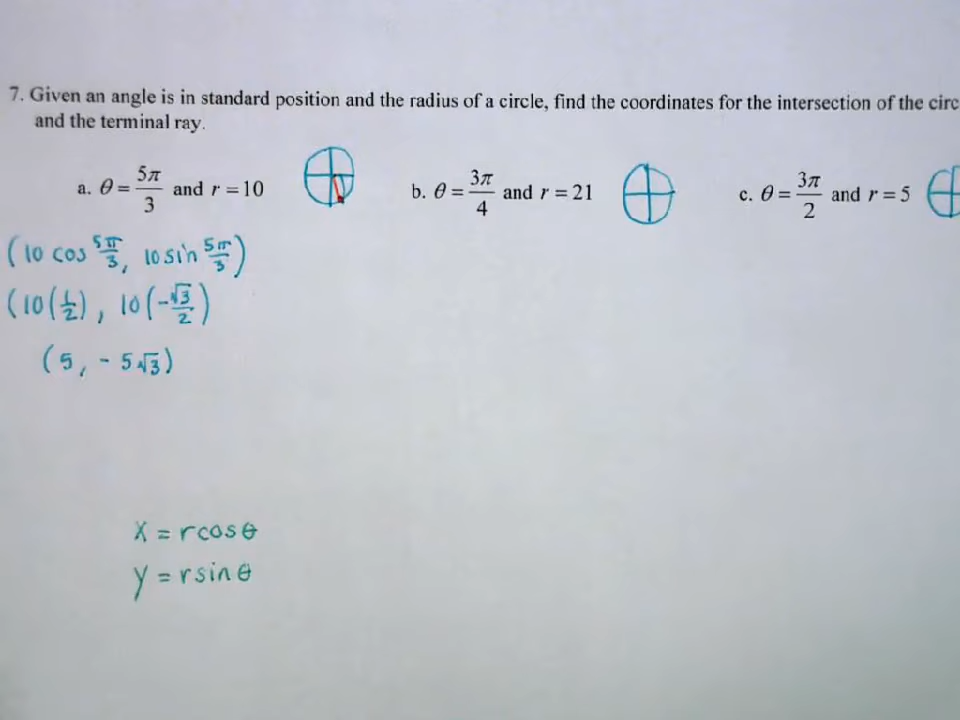 7. Given an angle is in standard position and the radius of a circle, find the coordinates for the intersection of the circ
and the terminal ray.
a. θ = 5π/3 and r = 10
b. θ = 3π/4 and r = 21
c. θ = 3π/2 and r = 5
(10 cos 5π/3, 10 sin 5π/3)
(10(1/2), 10(-√3/2)
(5, -5√3)
x = rcosθ
y = rsinθ